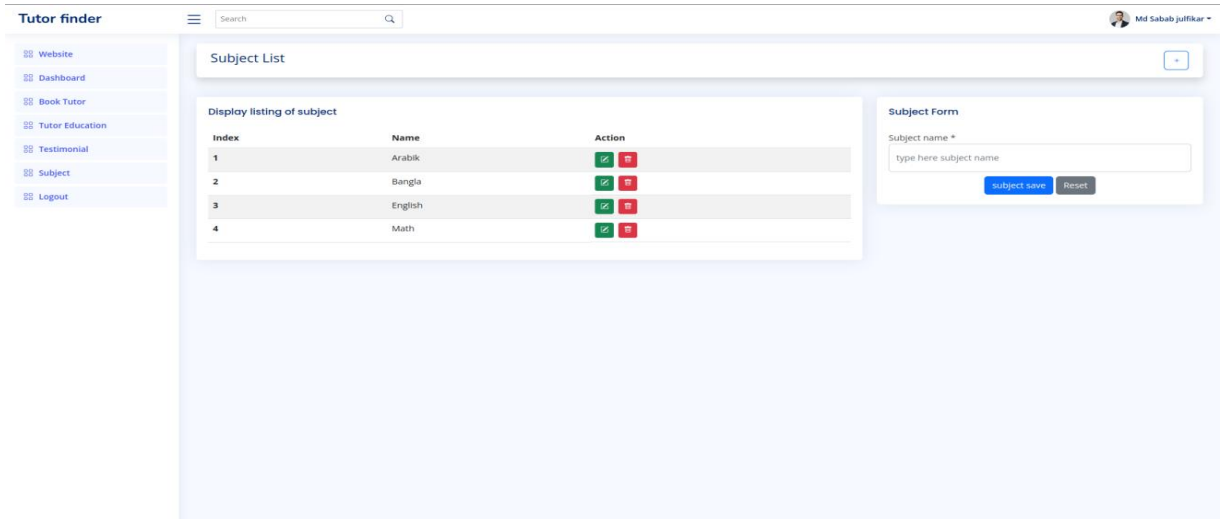 Tutor finder
Search
Md Sabab julfikar
Website
Dashboard
Book Tutor
Tutor Education
Testimonial
Subject
Logout
Subject List
+
Display listing of subject
Index Name Action
1 Arabik
2 Bangla
3 English
4 Math
Subject Form
Subject name *
type here subject name
subject save Reset